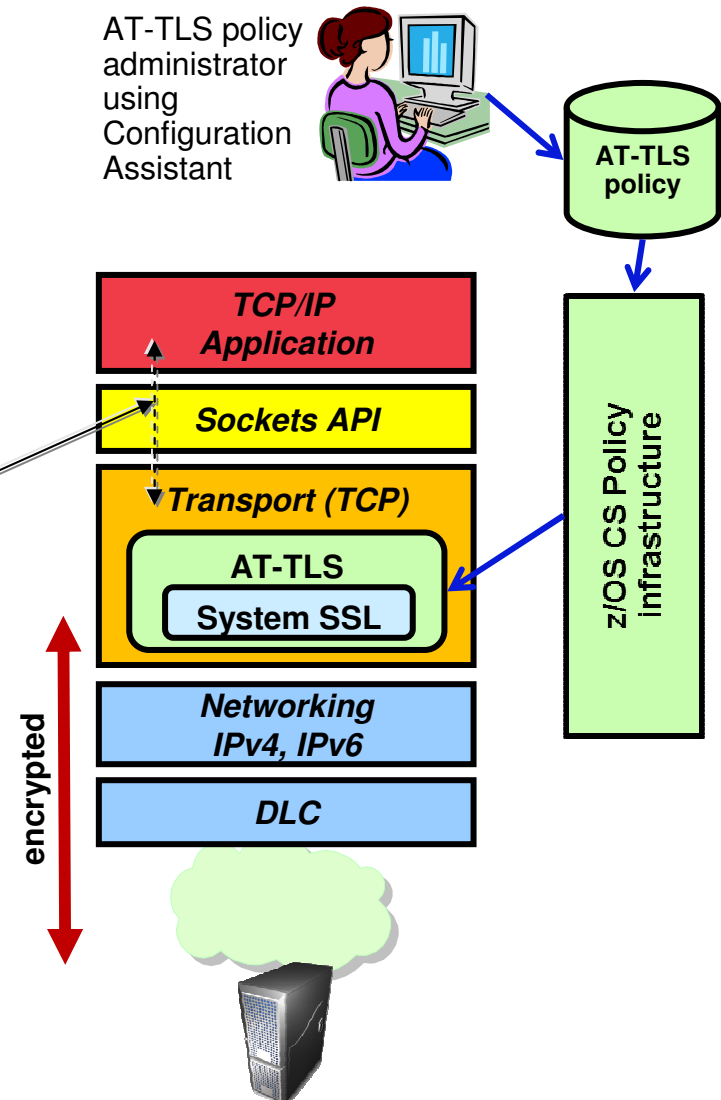 AT-TLS policy
administrator
using
Configuration
Assistant
AT-TLS
policy
TCP/IP
Application
Sockets API
Transport (TCP)
AT-TLS
System SSL
Networking
IPv4, IPv6
DLC
z/OS CS Policy
infrastructure
encrypted